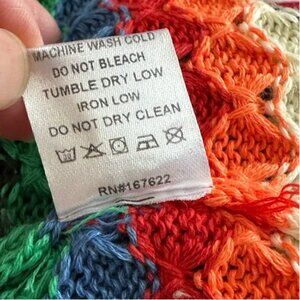 MACHINE WASH COLD
DO NOT BLEACH
TUMBLE DRY LOW
IRON LOW
DO NOT DRY CLEAN
RN#167622